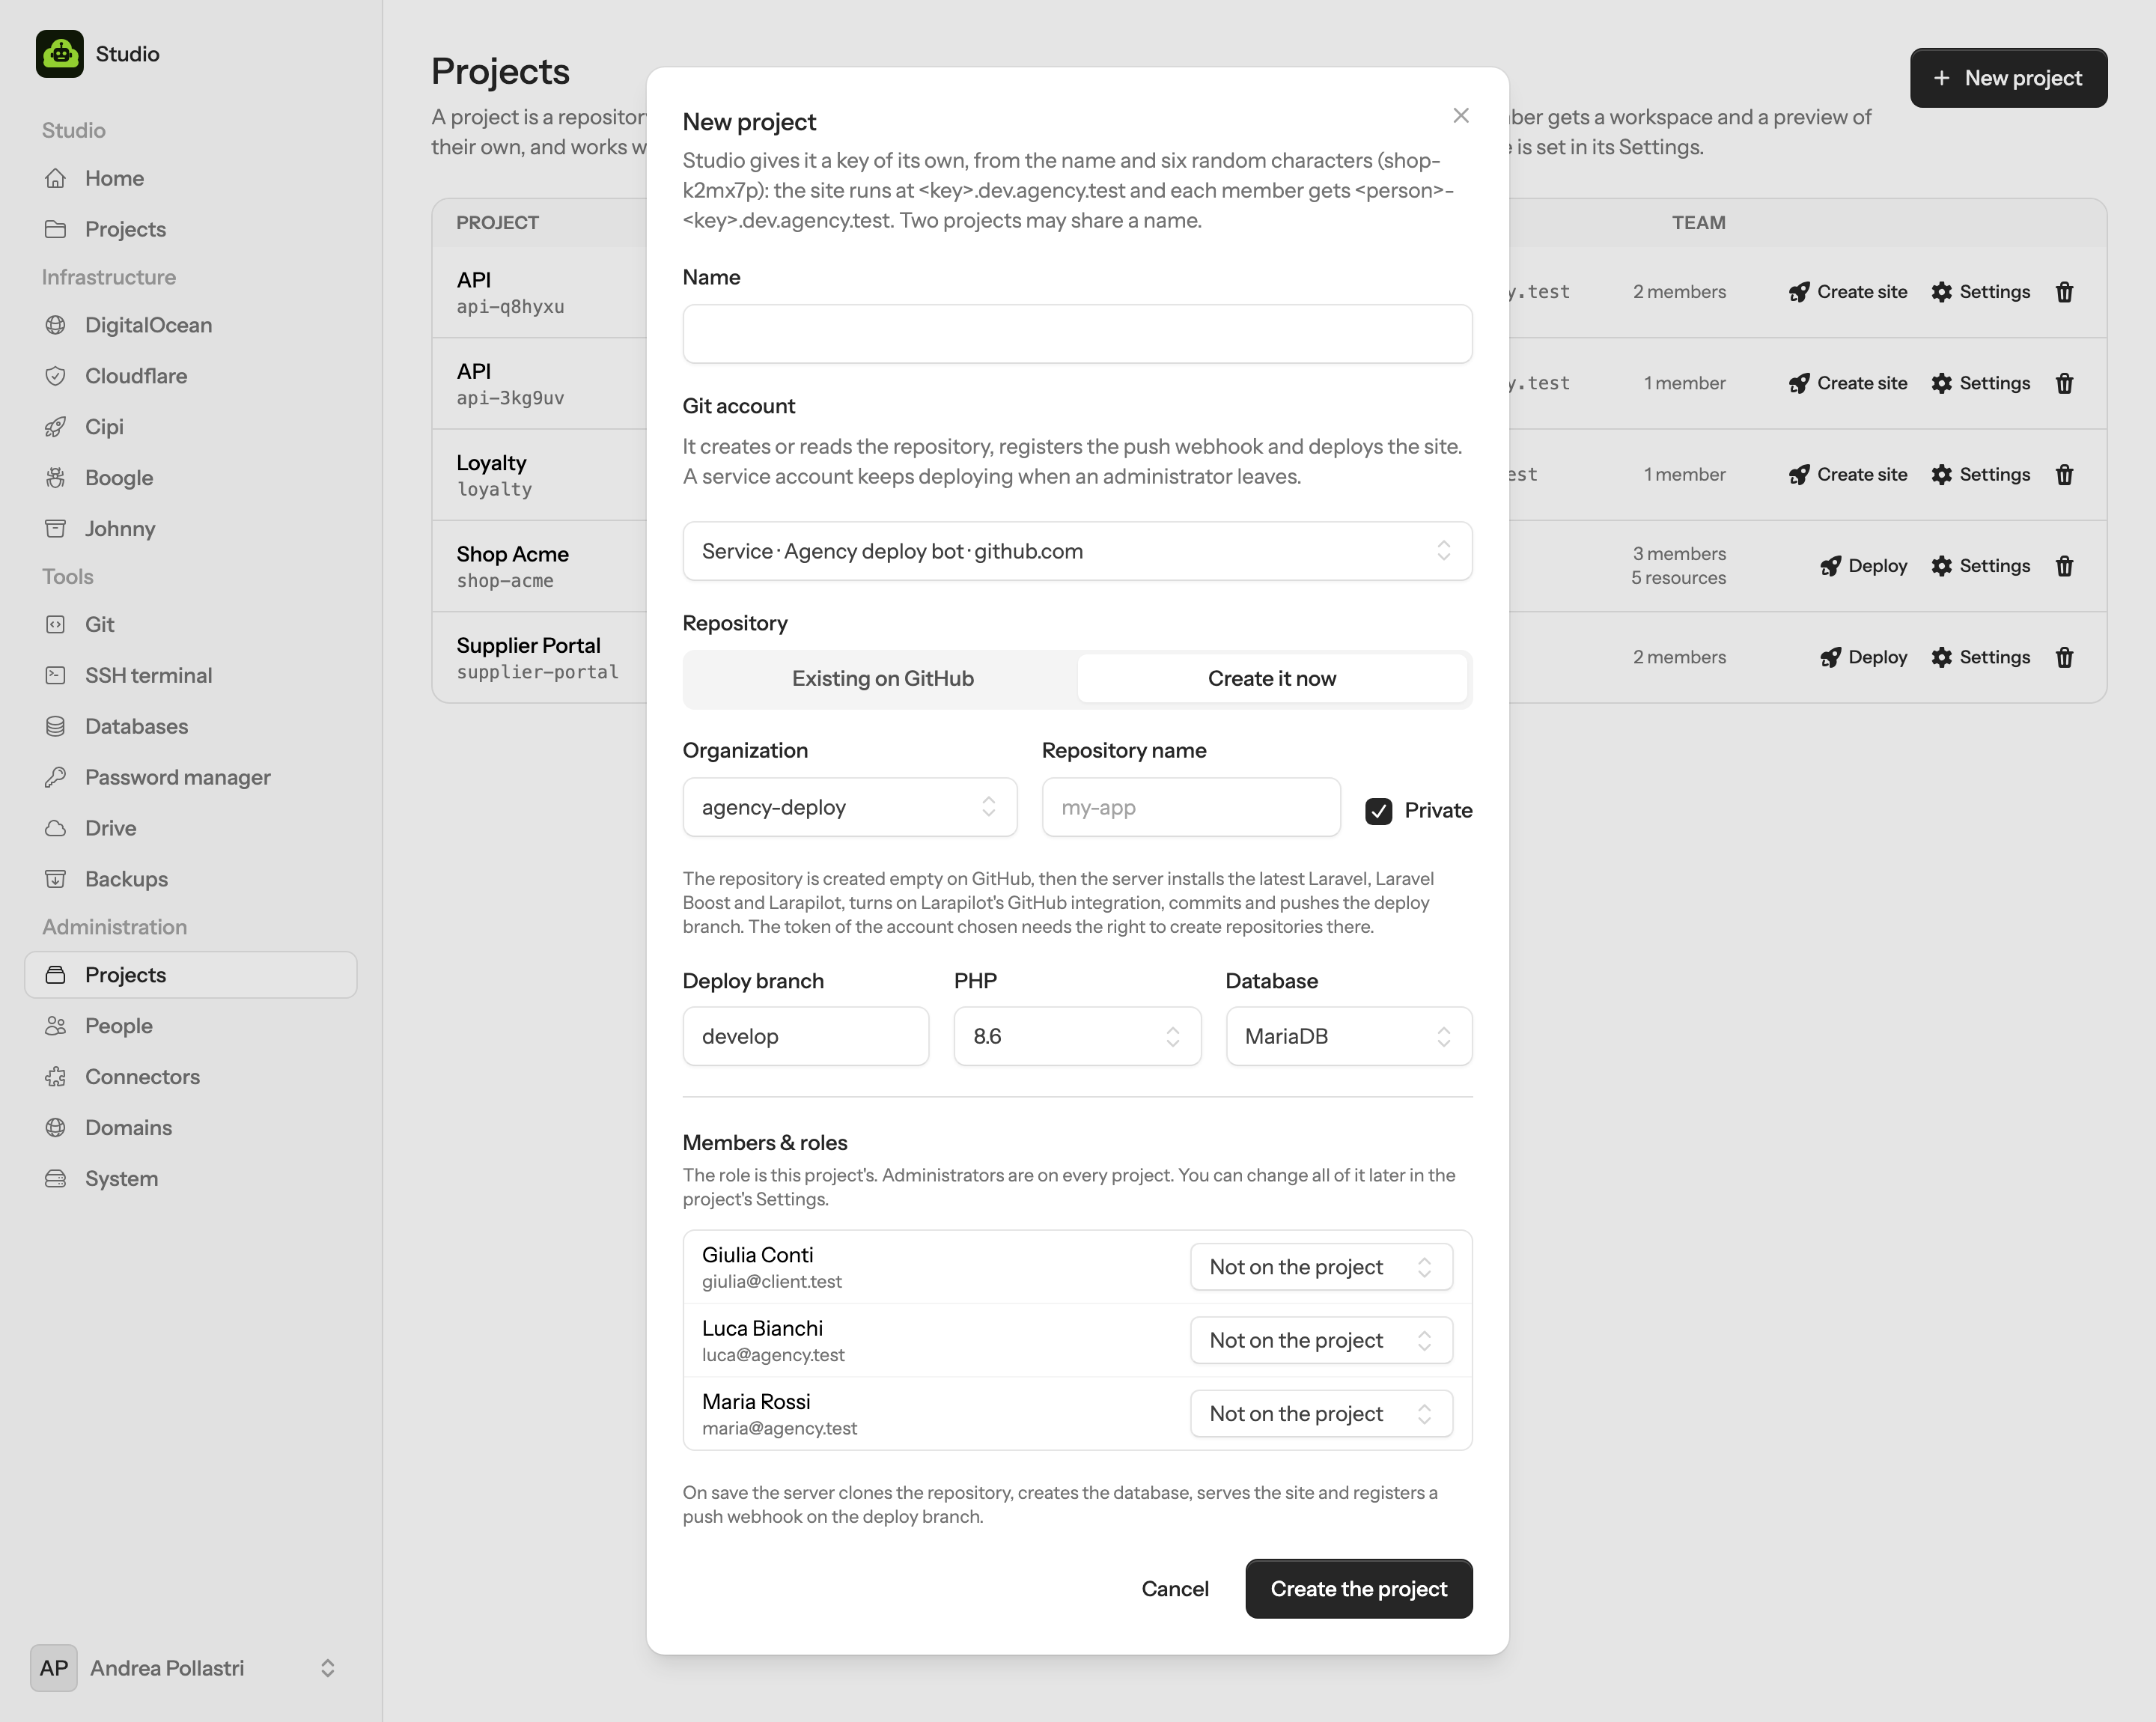 Studio
Studio
Home
Projects
Infrastructure
DigitalOcean
Cloudflare
Cipi
Boogle
Johnny
Tools
Git
SSH terminal
Databases
Password manager
Drive
Backups
Administration
Projects
People
Connectors
Domains
System
AP Andrea Pollastri
Projects
New project
A project is a
gets a workspace and a preview of
their own, and works
is set in its Settings.
PROJECT
TEAM
API
api-q8hyxu
.test
2 members
Create site
Settings
API
api-3kg9uv
.test
1 member
Create site
Settings
Loyalty
loyalty
1 member
Create site
Settings
Shop Acme
shop-acme
3 members
5 resources
Deploy
Settings
Supplier Portal
supplier-portal
2 members
Deploy
Settings
New project
Studio gives it a key of its own, from the name and six random characters (shop-
k2mx7p): the site runs at <key>.dev.agency.test and each member gets <person>-
<key>.dev.agency.test. Two projects may share a name.
Name
Git account
It creates or reads the repository, registers the push webhook and deploys the site.
A service account keeps deploying when an administrator leaves.
Service · Agency deploy bot · github.com
Repository
Existing on GitHub
Create it now
Organization
Repository name
agency-deploy
my-app
Private
The repository is created empty on GitHub, then the server installs the latest Laravel, Laravel
Boost and Larapilot, turns on Larapilot's GitHub integration, commits and pushes the deploy
branch. The token of the account chosen needs the right to create repositories there.
Deploy branch
PHP
Database
develop
8.6
MariaDB
Members & roles
The role is this project's. Administrators are on every project. You can change all of it later in the
project's Settings.
Giulia Conti
giulia@client.test
Not on the project
Luca Bianchi
luca@agency.test
Not on the project
Maria Rossi
maria@agency.test
Not on the project
On save the server clones the repository, creates the database, serves the site and registers a
push webhook on the deploy branch.
Cancel
Create the project